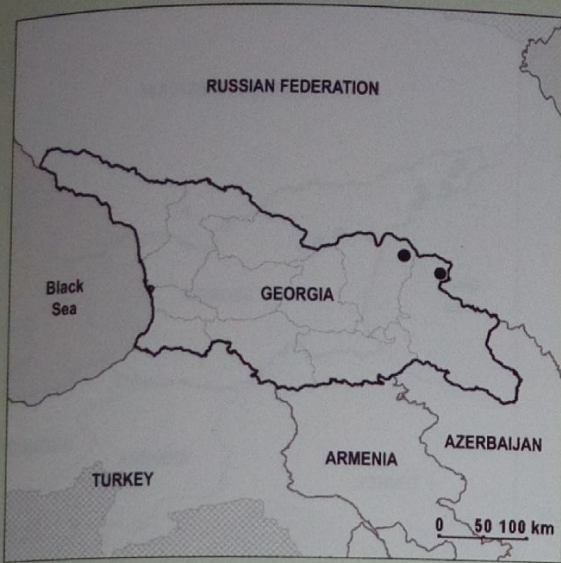 RUSSIAN FEDERATION
Black
Sea
GEORGIA
AZERBAIJAN
ARMENIA
TURKEY
0 50 100 km